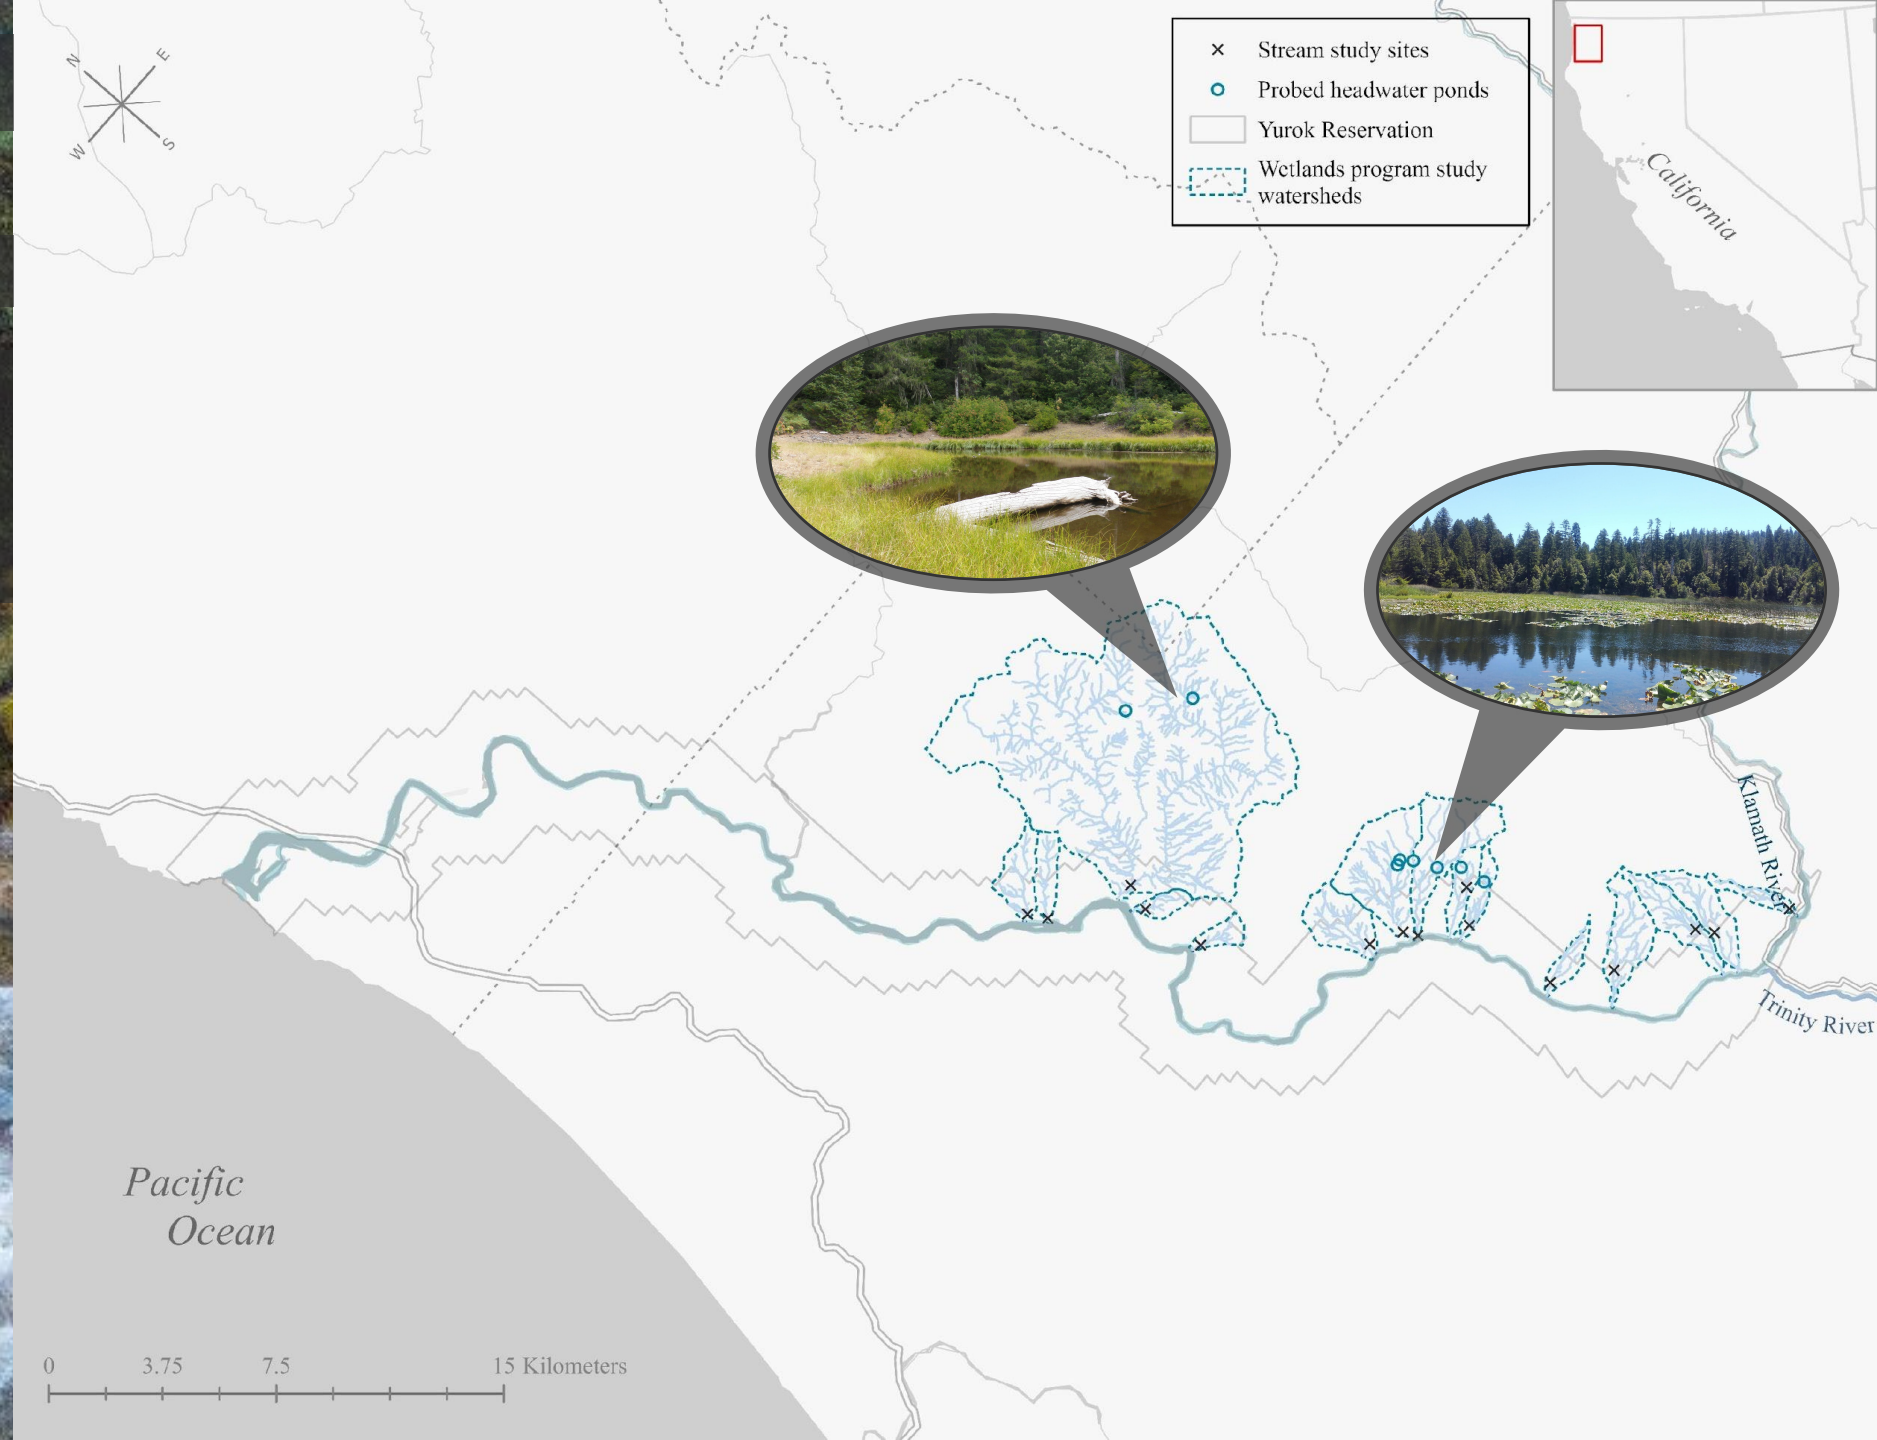 N
E
W
S
Stream study sites
Probed headwater ponds
Yurok Reservation
Wetlands program study
watersheds
California
Klamath River
Trinity River
Pacific
Ocean
0 3.75 7.5 15 Kilometers